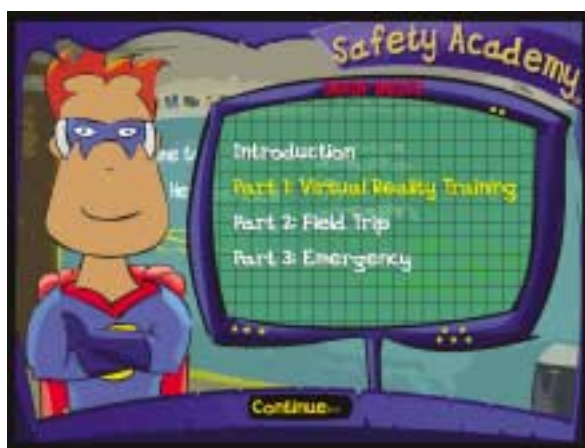 Safety Academy
Introduction
Part 1: Virtual Reality Training
Part 2: Field Trip
Part 3: Emergency
Continue...